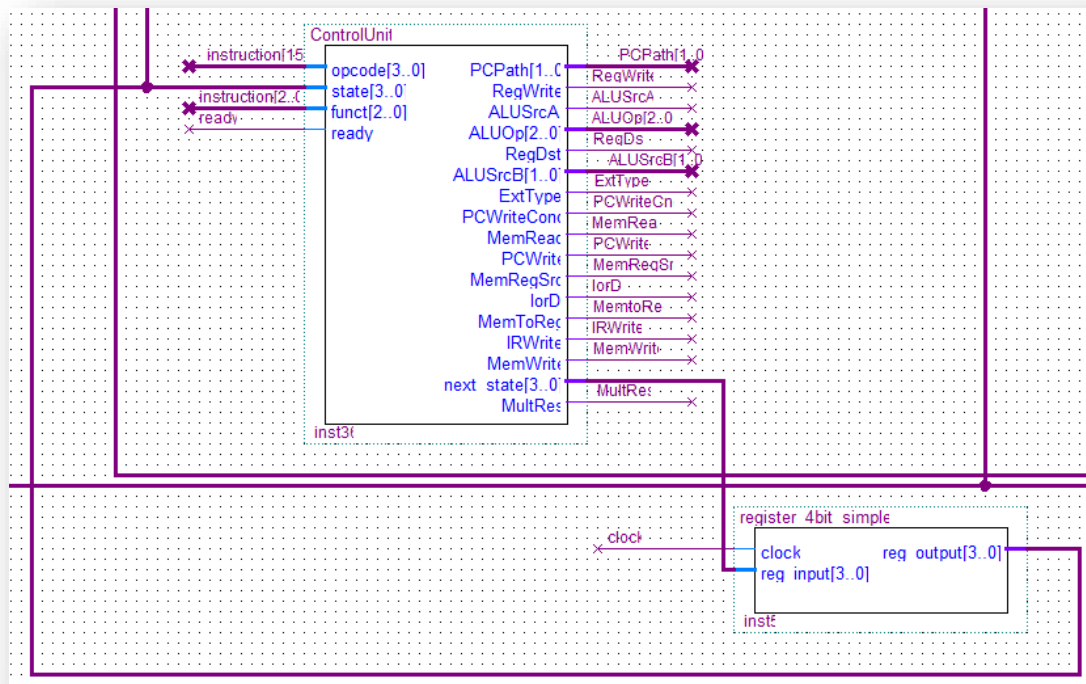 ControlUnit
instruction[15
opcode[3..0]
state[3..0]
instruction[2..0
funct[2..0]
ready
ready
PCPath[1..0
PCPath[1..0
RegWrite
RegWrite
ALUSrcA
ALUSrcA
ALUOp[2..0]
ALUOp[2..0
RegDst
RegDs
ALUSrcB[1..0]
ALUSrcB[1..0
ExtType
ExtType
PCWriteCond
PCWriteCn
MemRead
MemRea
PCWrite
PCWrite
MemRegSrc
MemRegSr
IorD
IorD
MemToReg
MemtoRe
IRWrite
IRWrite
MemWrite
MemWrite
next_state[3..0]
MultRes
MultRes
inst36
register_4bit_simple
clock
clock
reg_output[3..0]
reg_input[3..0]
inst5